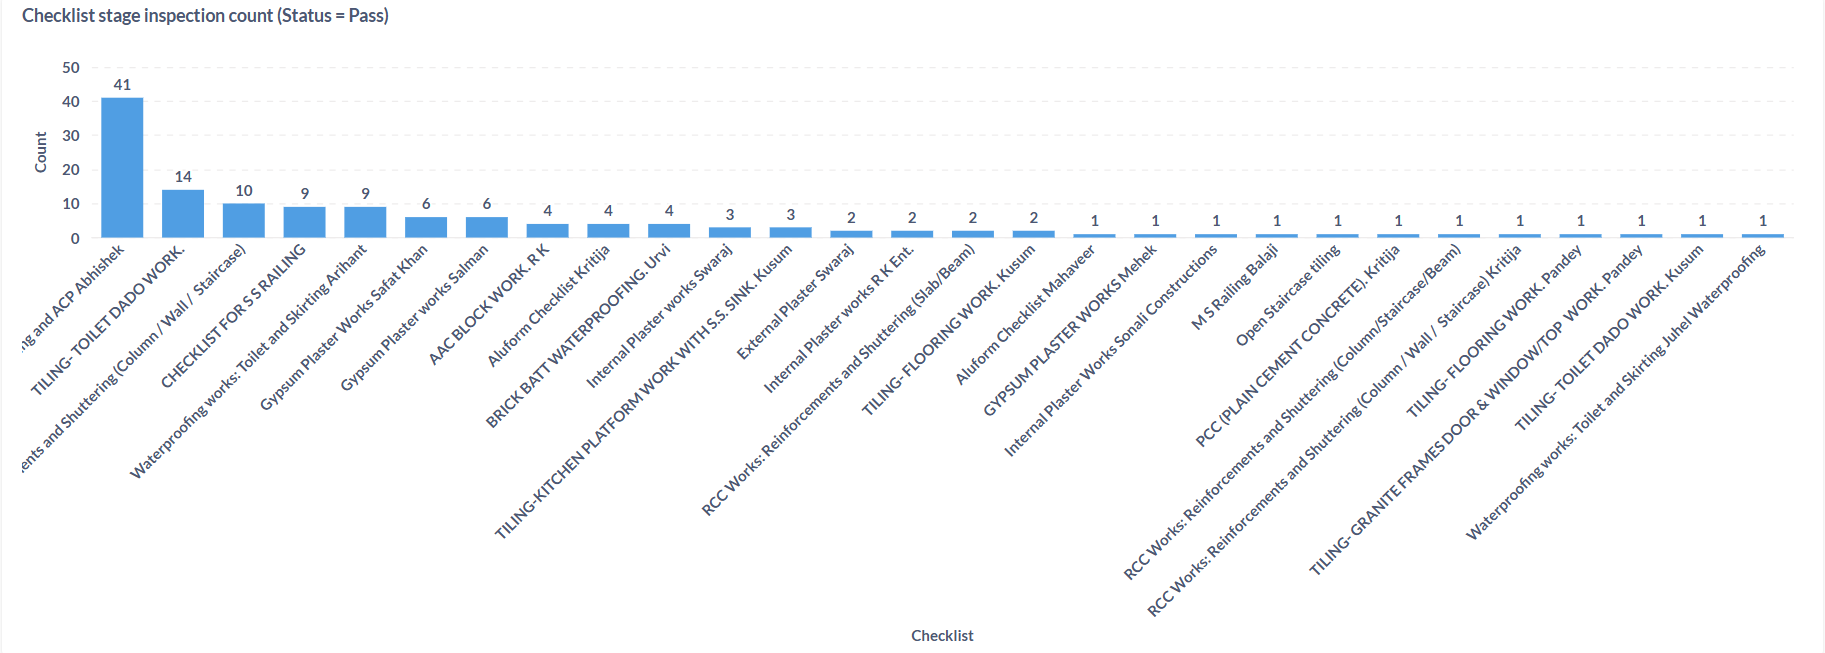 Checklist stage inspection count (Status = Pass)
50
40
30
20
10
0
Count
41
14
10
9
9
6
6
4
4
4
3
3
2
2
2
2
1
1
1
1
1
1
1
1
1
1
1
1
and ACP Abhishek
TILING- TOILET DADO WORK.
and Shuttering (Column / Wall / Staircase)
CHECKLIST FOR S S RAILING
Waterproofing works: Toilet and Skirting Arihant
Gypsum Plaster Works Safat Khan
Gypsum Plaster works Salman
AAC BLOCK WORK. R K
Aluform Checklist Kritija
BRICK BATT WATERPROOFING. Urvi
Internal Plaster works Swaraj
TILING-KITCHEN PLATFORM WORK WITH S.S. SINK. Kusum
External Plaster Swaraj
Internal Plaster works R K Ent.
RCC Works: Reinforcements and Shuttering (Slab/Beam)
TILING- FLOORING WORK. Kusum
Aluform Checklist Mahaveer
GYPSUM PLASTER WORKS Mehek
Internal Plaster Works Sonali Constructions
M S Railing Balaji
Open Staircase tiling
PCC (PLAIN CEMENT CONCRETE). Kritija
RCC Works: Reinforcements and Shuttering (Column/Staircase/Beam)
RCC Works: Reinforcements and Shuttering (Column / Wall / Staircase) Kritija
TILING- FLOORING WORK. Pandey
TILING- GRANITE FRAMES DOOR & WINDOW/TOP WORK. Pandey
TILING- TOILET DADO WORK. Kusum
Waterproofing works: Toilet and Skirting Juhel Waterproofing
Checklist